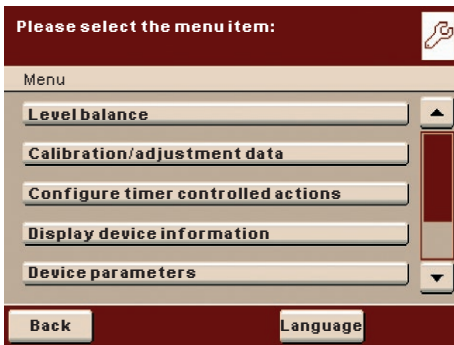 Please select the menu item:
Menu
Level balance
Calibration/adjustment data
Configure timer controlled actions
Display device information
Device parameters
Back
Language